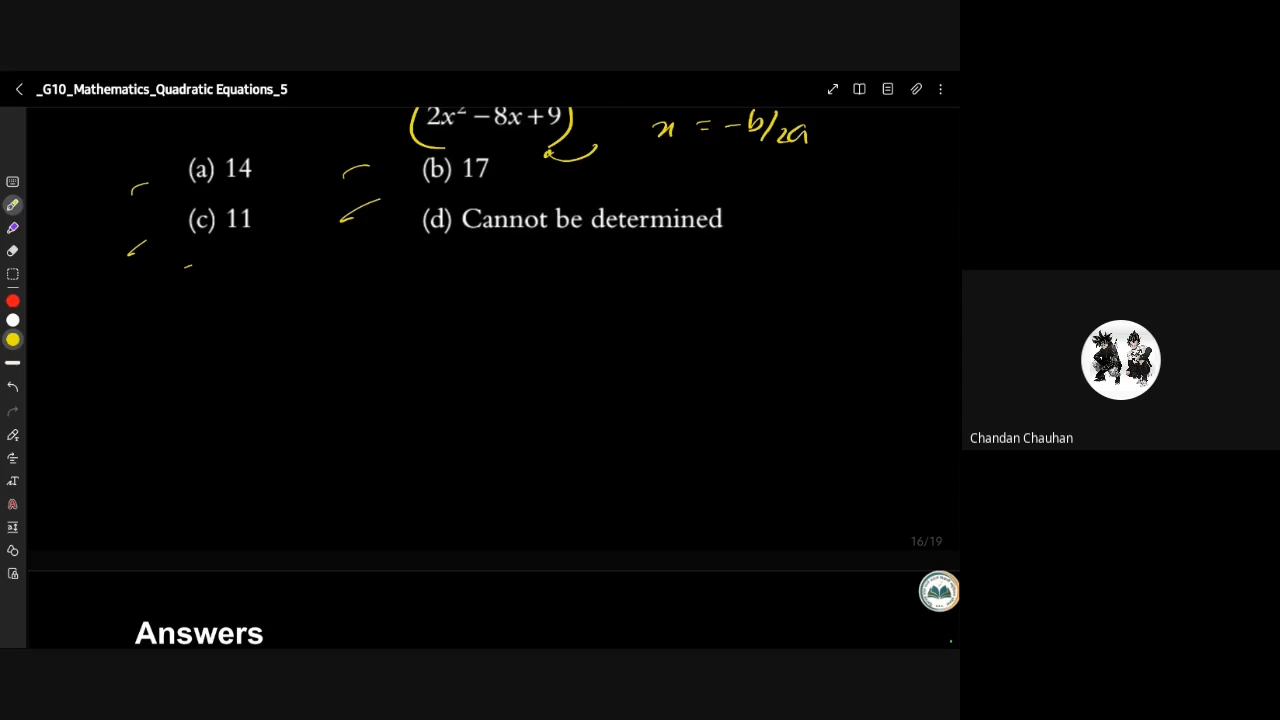 _G10_Mathematics_Quadratic Equations_5
2x² − 8x + 9 x = -b/2a
(a) 14 (b) 17
(c) 11 (d) Cannot be determined
Chandan Chauhan
16/19
Answers